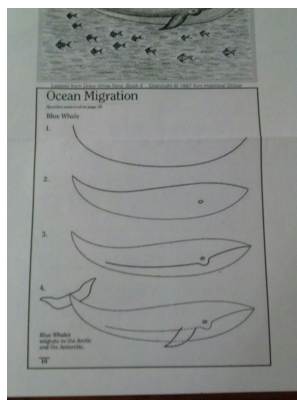 Ocean Migration
Blue Whale
1.
2.
3.
4.
Blue Whales
migrate to the Arctic
and the Antarctic.